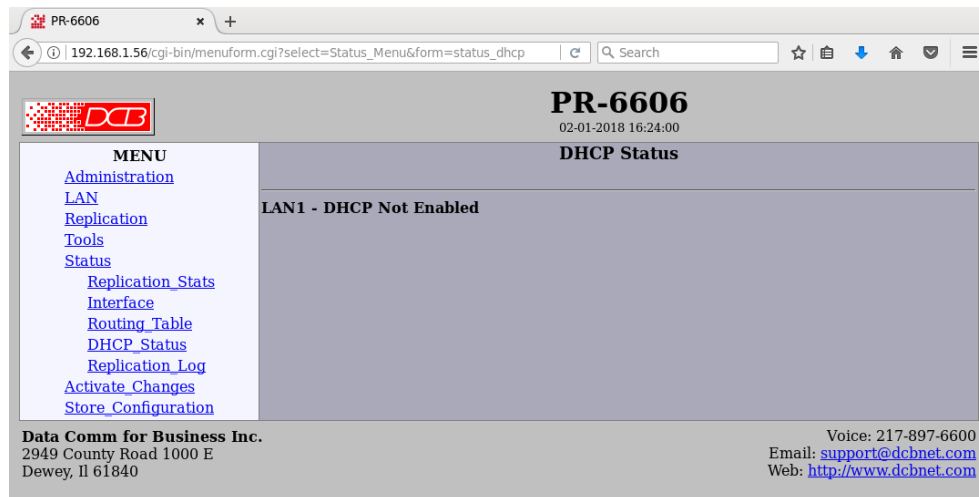 PR-6606
192.168.1.56/cgi-bin/menuform.cgi?select=Status_Menu&form=status_dhcp
Search
DCB
PR-6606
02-01-2018 16:24:00
MENU
Administration
LAN
Replication
Tools
Status
Replication_Stats
Interface
Routing_Table
DHCP_Status
Replication_Log
Activate_Changes
Store_Configuration
DHCP Status
LAN1 - DHCP Not Enabled
Data Comm for Business Inc.
2949 County Road 1000 E
Dewey, Il 61840
Voice: 217-897-6600
Email: support@dcbnet.com
Web: http://www.dcbnet.com